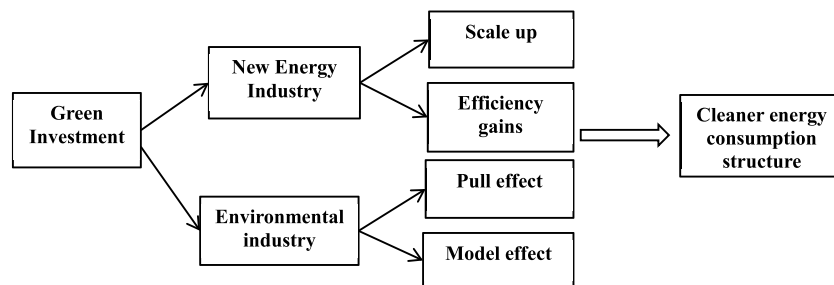 Green
Investment
New Energy
Industry
Environmental
industry
Scale up
Efficiency
gains
Pull effect
Model effect
Cleaner energy
consumption
structure